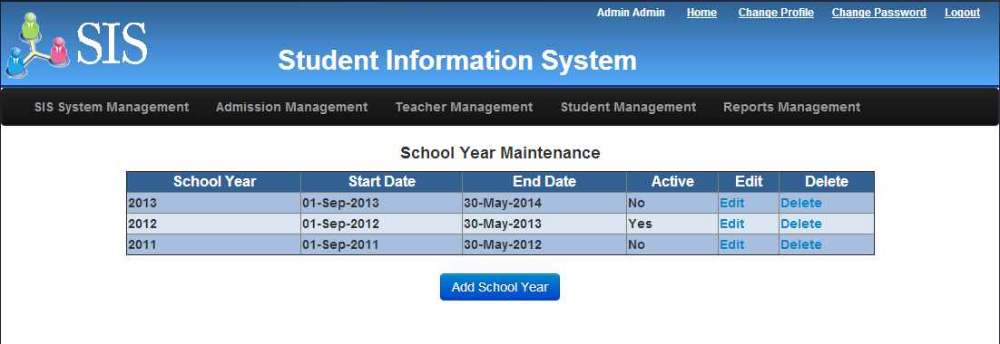 Admin Admin Home Change Profile Change Password Logout
SIS
Student Information System
SIS System Management Admission Management Teacher Management Student Management Reports Management
School Year Maintenance
School Year Start Date End Date Active Edit Delete
2013 01-Sep-2013 30-May-2014 No Edit Delete
2012 01-Sep-2012 30-May-2013 Yes Edit Delete
2011 01-Sep-2011 30-May-2012 No Edit Delete
Add School Year